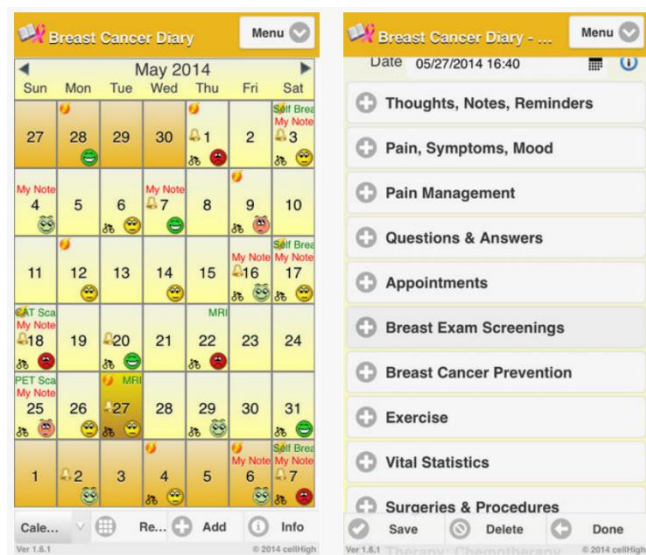 Breast Cancer Diary
Menu
May 2014
Sun Mon Tue Wed Thu Fri Sat
Self Brea
My Note
27 28 29 30 1 2 3
My Note My Note
4 5 6 7 8 9 10
Self Brea
My Note My Note
11 12 13 14 15 16 17
CAT Sca MRI
My Note
18 19 20 21 22 23 24
PET Sca MRI
My Note
25 26 27 28 29 30 31
Self Brea
My Note My Note
1 2 3 4 5 6 7
Cale... Re... Add Info
Ver 1.6.1 © 2014 cellHigh
Breast Cancer Diary - ...
Menu
Date 05/27/2014 16:40
Thoughts, Notes, Reminders
Pain, Symptoms, Mood
Pain Management
Questions & Answers
Appointments
Breast Exam Screenings
Breast Cancer Prevention
Exercise
Vital Statistics
Surgeries & Procedures
Save Delete Done
Ver 1.6.1 Therapy: Chemotherapy © 2014 cellHigh